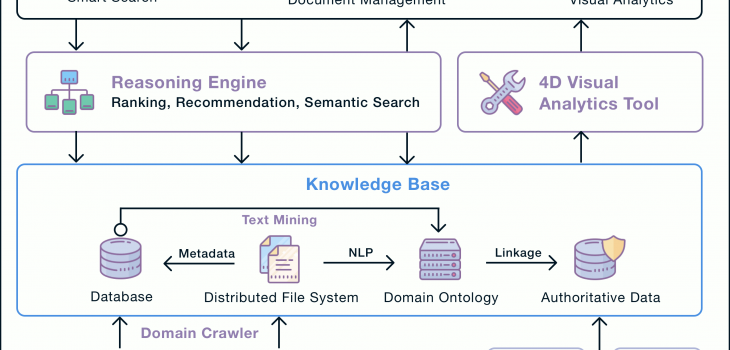 Smart Search
Document Management
Visual Analytics
Reasoning Engine
Ranking, Recommendation, Semantic Search
4D Visual
Analytics Tool
Knowledge Base
Text Mining
Metadata
NLP
Linkage
Database
Distributed File System
Domain Ontology
Authoritative Data
Domain Crawler